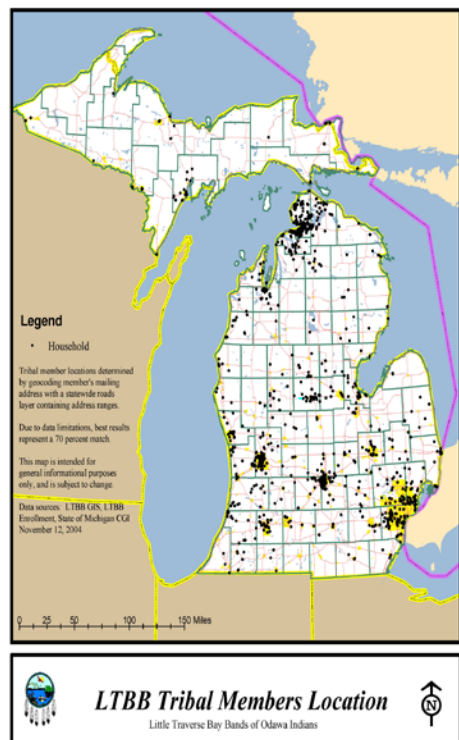 Legend
Household
Tribal member locations determined
by geocoding member's mailing
address with a statewide roads
layer containing address ranges.
Due to data limitations, best results
represent a 70 percent match.
This map is intended for
general informational purposes
only, and is subject to change.
Data sources: LTBB GIS, LTBB
Enrollment, State of Michigan CGI
November 12, 2004
0 25 50 100 150 Miles
LTBB Tribal Members Location
Little Traverse Bay Bands of Odawa Indians
N